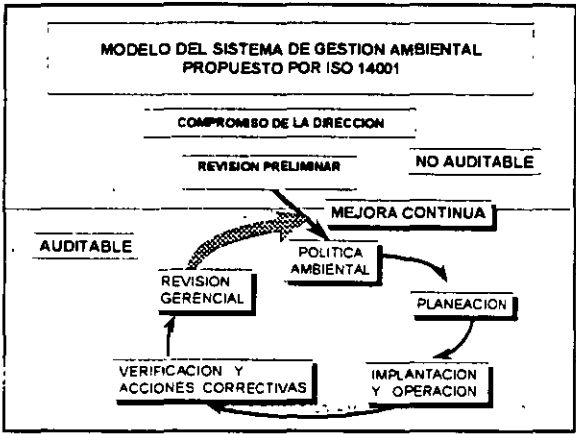 MODELO DEL SISTEMA DE GESTION AMBIENTAL
PROPUESTO POR ISO 14001
COMPROMISO DE LA DIRECCION
REVISION PRELIMINAR
NO AUDITABLE
MEJORA CONTINUA
AUDITABLE
POLITICA
AMBIENTAL
REVISION
GERENCIAL
PLANEACION
VERIFICACION Y
ACCIONES CORRECTIVAS
IMPLANTACION
Y OPERACION